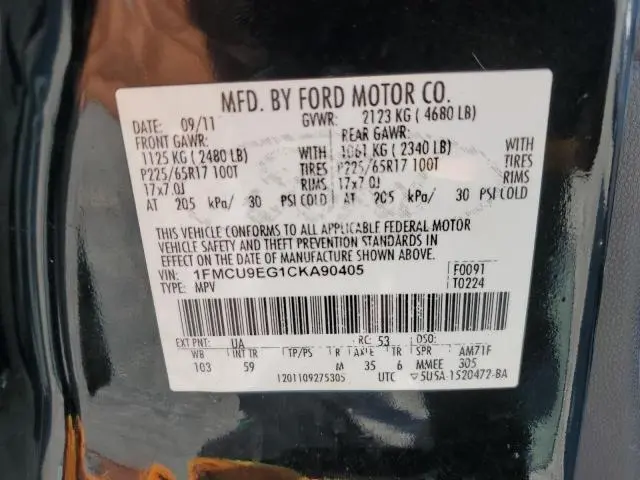 MFD. BY FORD MOTOR CO.
DATE: 09/11 GVWR: 2123 KG ( 4680 LB)
FRONT GAWR: REAR GAWR:
1125 KG ( 2480 LB) WITH 1061 KG ( 2340 LB) WITH
P225/65R17 100T TIRES P225/65R17 100T TIRES
17x7.0J RIMS 17x7.0J RIMS
AT 205 kPa/ 30 PSI COLD AT 205 kPa/ 30 PSI COLD
THIS VEHICLE CONFORMS TO ALL APPLICABLE FEDERAL MOTOR
VEHICLE SAFETY AND THEFT PREVENTION STANDARDS IN
EFFECT ON THE DATE OF MANUFACTURE SHOWN ABOVE.
VIN: 1FMCU9EG1CKA90405 F0091
TYPE: MPV T0224
EXT PNT: UA RC: 53 DSO:
WB INT TR TP/PS R AXLE TR SPR AM71F
103 59 M 35 6 MMEE 305
1201109275305 UTC 5U5A-1520472-BA